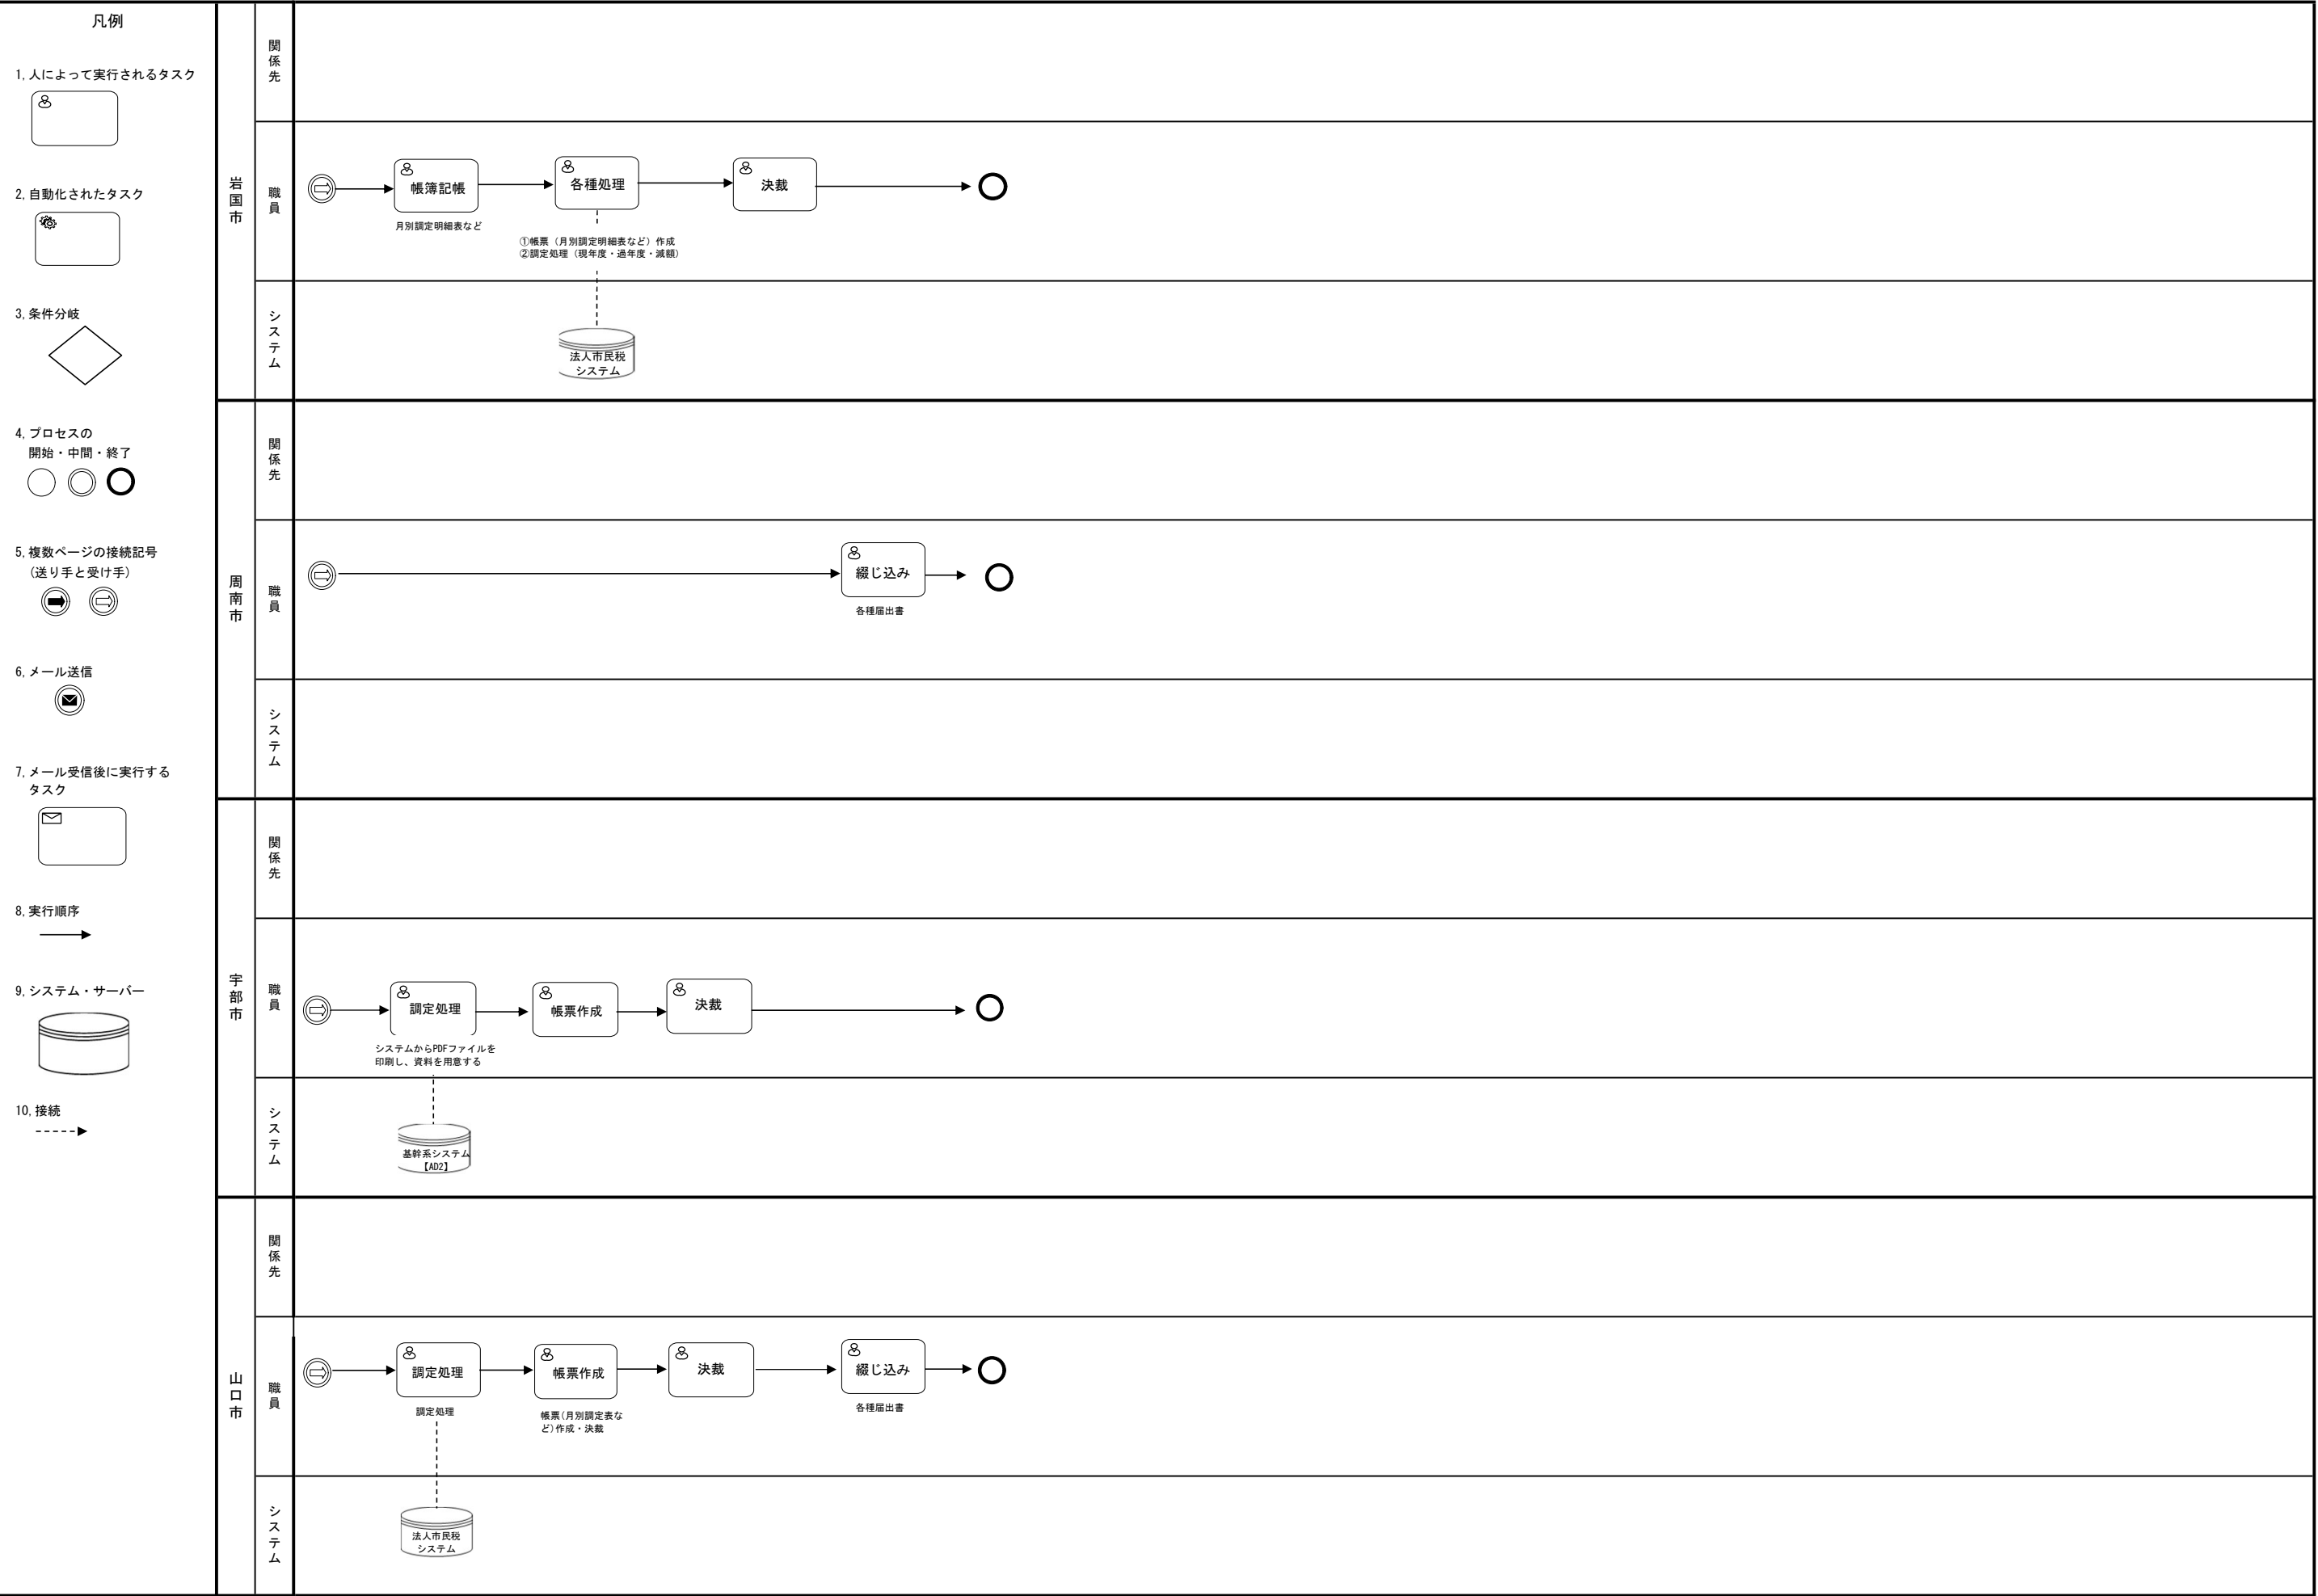 凡例
1,人によって実行されるタスク
2,自動化されたタスク
3,条件分岐
4,プロセスの
開始・中間・終了
5,複数ページの接続記号
(送り手と受け手)
6,メール送信
7,メール受信後に実行する
タスク
8,実行順序
9,システム・サーバー
10,接続
岩国市
関係先
職員
帳簿記帳
月別調定明細表など
各種処理
①帳票（月別調定明細表など）作成
②調定処理（現年度・過年度・減額）
決裁
システム
法人市民税
システム
周南市
関係先
職員
綴じ込み
各種届出書
システム
宇部市
関係先
職員
調定処理
システムからPDFファイルを
印刷し、資料を用意する
帳票作成
決裁
システム
基幹系システム
【AD2】
山口市
関係先
職員
調定処理
調定処理
帳票作成
帳票(月別調定表な
ど)作成・決裁
決裁
綴じ込み
各種届出書
システム
法人市民税
システム